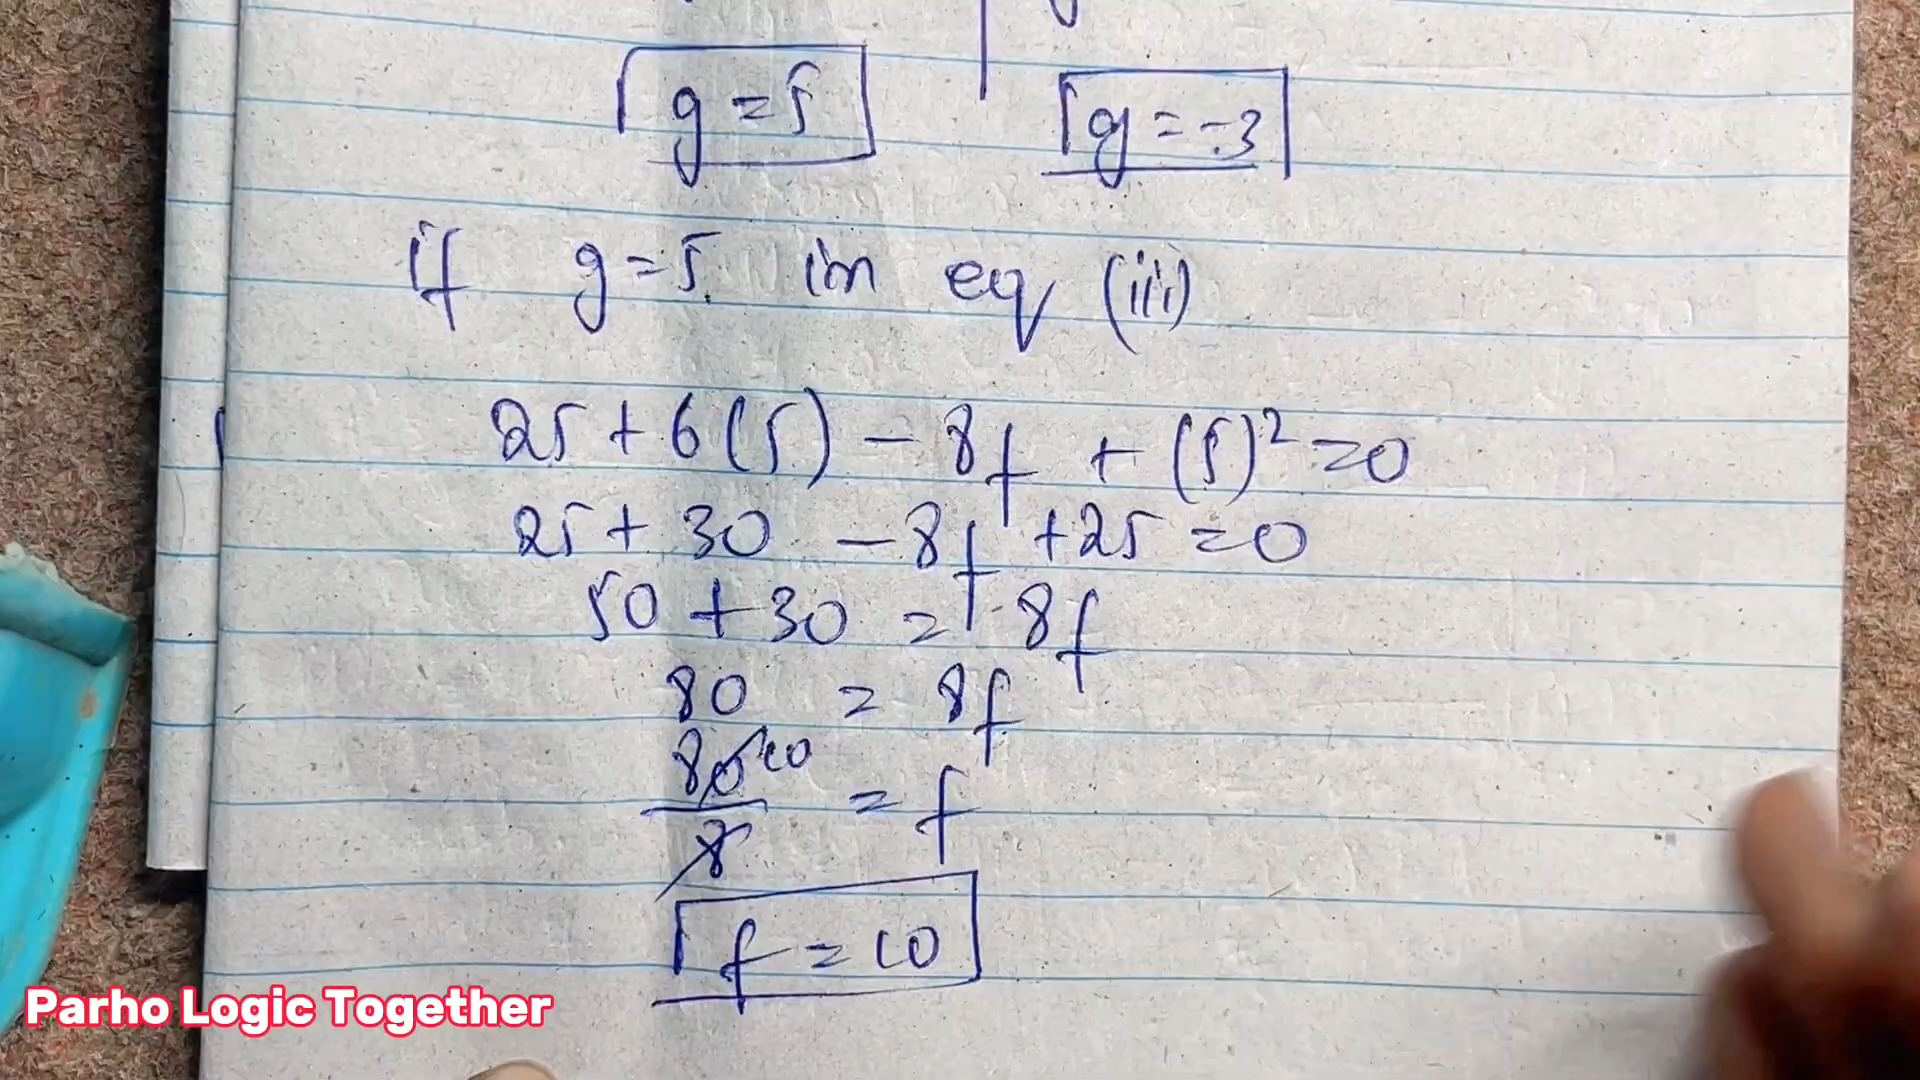 g = 5 g = -3
if g = 5 in eq (iii)
25 + 6(5) - 8f + (5)² = 0
25 + 30 - 8f + 25 = 0
50 + 30 = 8f
80 = 8f
80 10
— = f
8
f = 10
Parho Logic Together